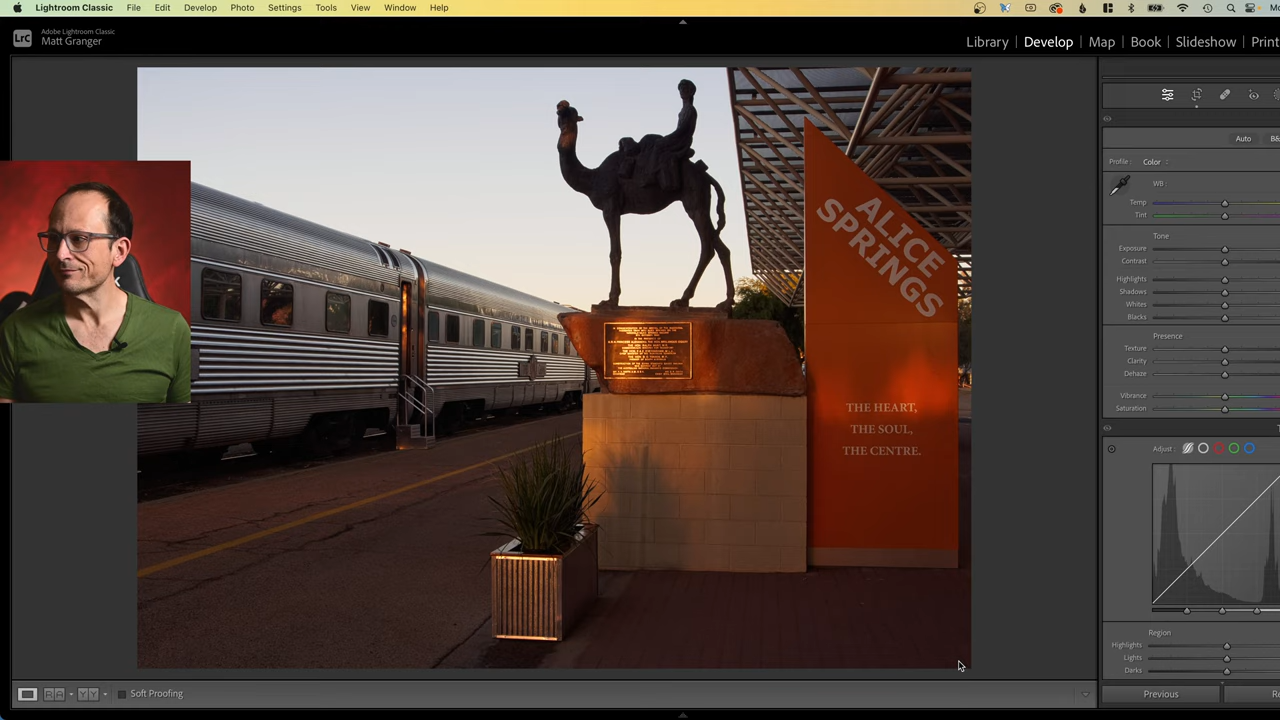 Lightroom Classic File Edit Develop Photo Settings Tools View Window Help
LrC Adobe Lightroom Classic
Matt Granger
Library | Develop | Map | Book | Slideshow | Print
Auto
Profile: Color
WB:
Temp
Tint
Tone
Exposure
Contrast
Highlights
Shadows
Whites
Blacks
Presence
Texture
Clarity
Dehaze
Vibrance
Saturation
Adjust:
Region
Highlights
Lights
Darks
Previous
ALICE
SPRINGS
THE HEART,
THE SOUL,
THE CENTRE.
Soft Proofing